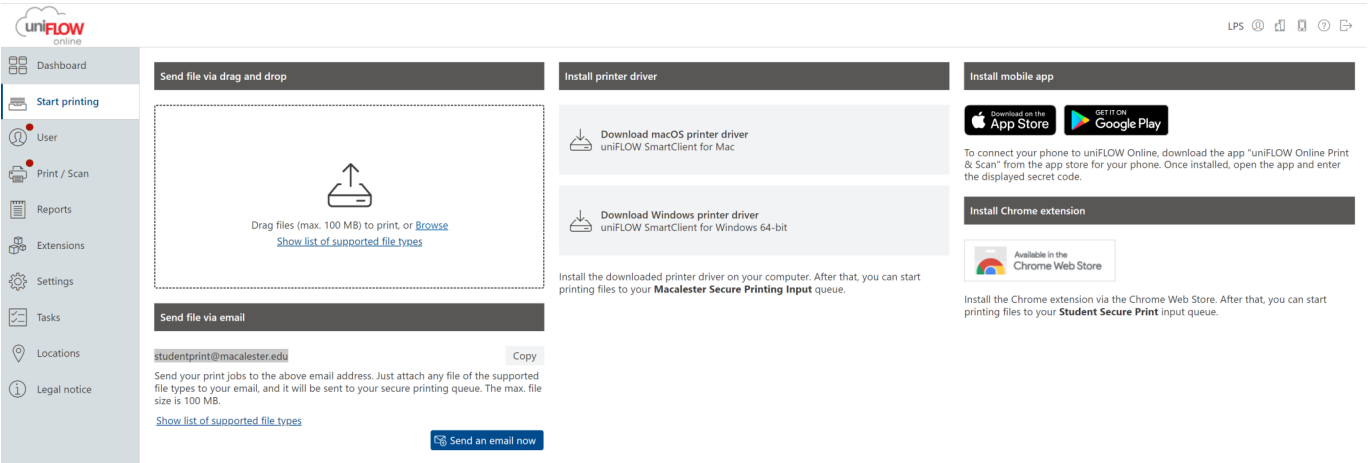 uniFLOW
online
LPS
Dashboard
Start printing
User
Print / Scan
Reports
Extensions
Settings
Tasks
Locations
Legal notice
Send file via drag and drop
Drag files (max. 100 MB) to print, or Browse
Show list of supported file types
Send file via email
studentprint@macalester.edu
Copy
Send your print jobs to the above email address. Just attach any file of the supported
file types to your email, and it will be sent to your secure printing queue. The max. file
size is 100 MB.
Show list of supported file types
Send an email now
Install printer driver
Download macOS printer driver
uniFLOW SmartClient for Mac
Download Windows printer driver
uniFLOW SmartClient for Windows 64-bit
Install the downloaded printer driver on your computer. After that, you can start
printing files to your Macalester Secure Printing Input queue.
Install mobile app
Download on the
App Store
GET IT ON
Google Play
To connect your phone to uniFLOW Online, download the app "uniFLOW Online Print
& Scan" from the app store for your phone. Once installed, open the app and enter
the displayed secret code.
Install Chrome extension
Available in the
Chrome Web Store
Install the Chrome extension via the Chrome Web Store. After that, you can start
printing files to your Student Secure Print input queue.